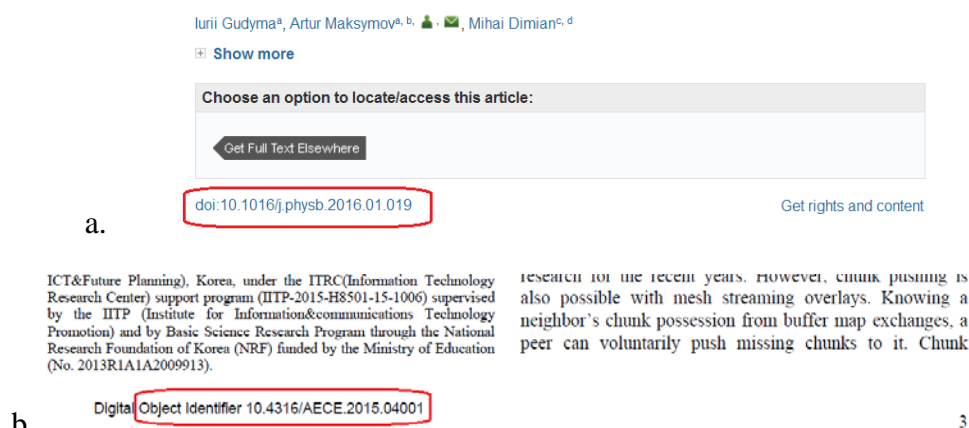 Iurii Gudymaᵃ, Artur Maksymovᵃ, ᵇ, , Mihai Dimianᶜ, ᵈ
Show more
Choose an option to locate/access this article:
Get Full Text Elsewhere
doi:10.1016/j.physb.2016.01.019
Get rights and content
a.
ICT&Future Planning), Korea, under the ITRC(Information Technology
Research Center) support program (IITP-2015-H8501-15-1006) supervised
by the IITP (Institute for Information&communications Technology
Promotion) and by Basic Science Research Program through the National
Research Foundation of Korea (NRF) funded by the Ministry of Education
(No. 2013R1A1A2009913).
research for the recent years. However, chunk pushing is
also possible with mesh streaming overlays. Knowing a
neighbor's chunk possession from buffer map exchanges, a
peer can voluntarily push missing chunks to it. Chunk
Digital Object Identifier 10.4316/AECE.2015.04001
3
b